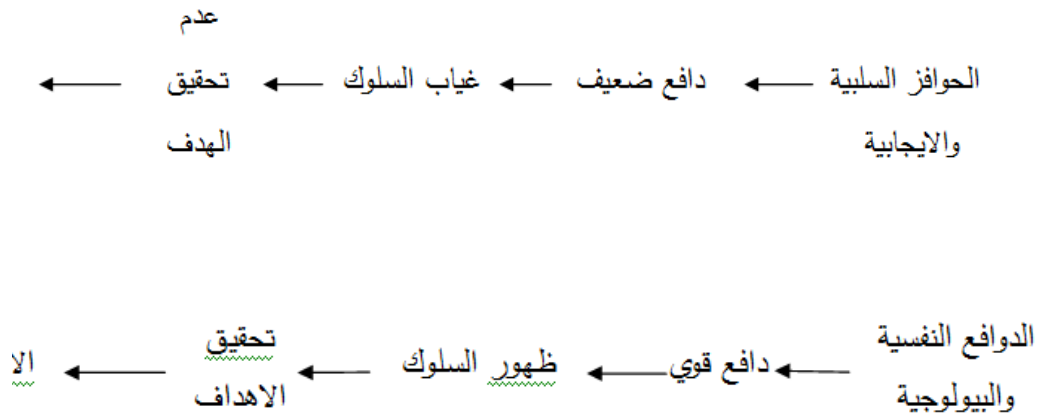 عدم
الحوافز السلبية دافع ضعيف غياب السلوك تحقيق
والايجابية الهدف
الدوافع النفسية دافع قوي ظهور السلوك تحقيق الا
والبيولوجية الاهداف